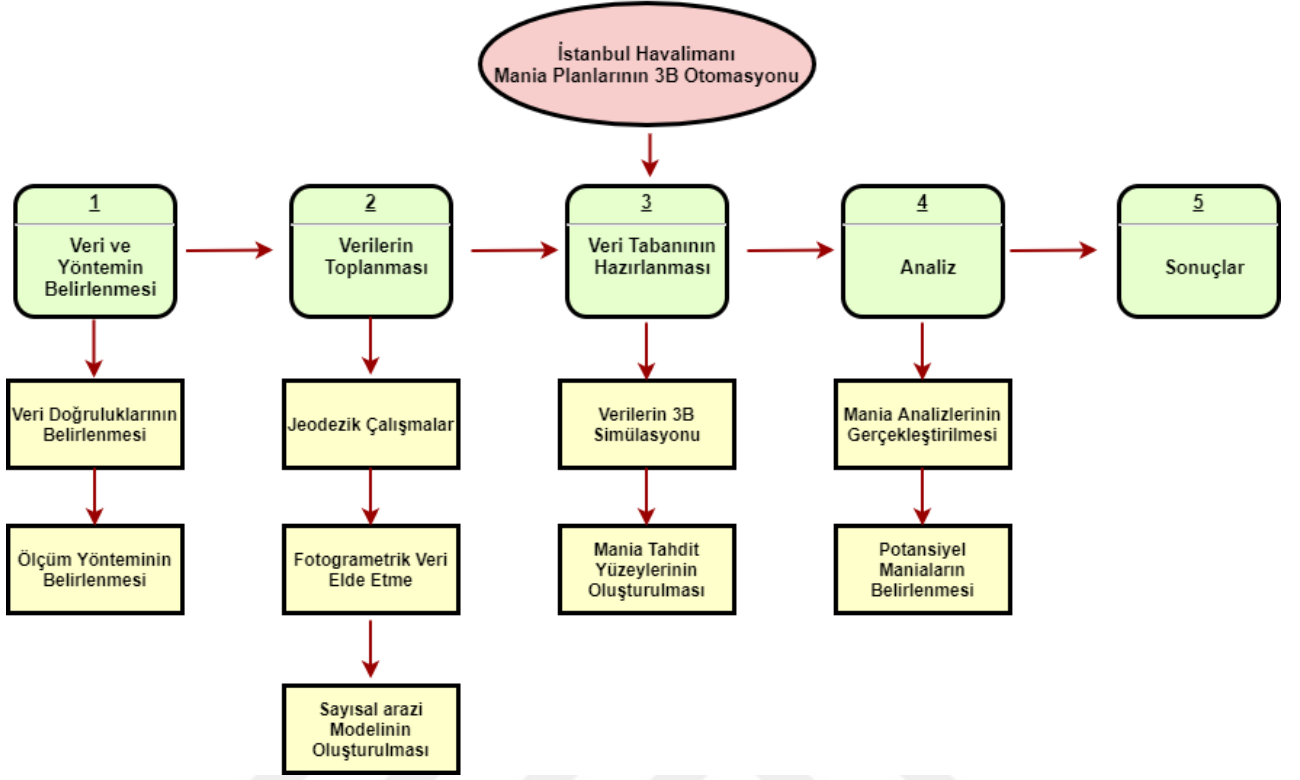 İstanbul Havalimanı
Mania Planlarının 3B Otomasyonu
1
Veri ve
Yöntemin
Belirlenmesi
2
Verilerin
Toplanması
3
Veri Tabanının
Hazırlanması
4
Analiz
5
Sonuçlar
Veri Doğruluklarının
Belirlenmesi
Jeodezik Çalışmalar
Verilerin 3B
Simülasyonu
Mania Analizlerinin
Gerçekleştirilmesi
Ölçüm Yönteminin
Belirlenmesi
Fotogrametrik Veri
Elde Etme
Mania Tahdit
Yüzeylerinin
Oluşturulması
Potansiyel
Maniaların
Belirlenmesi
Sayısal arazi
Modelinin
Oluşturulması